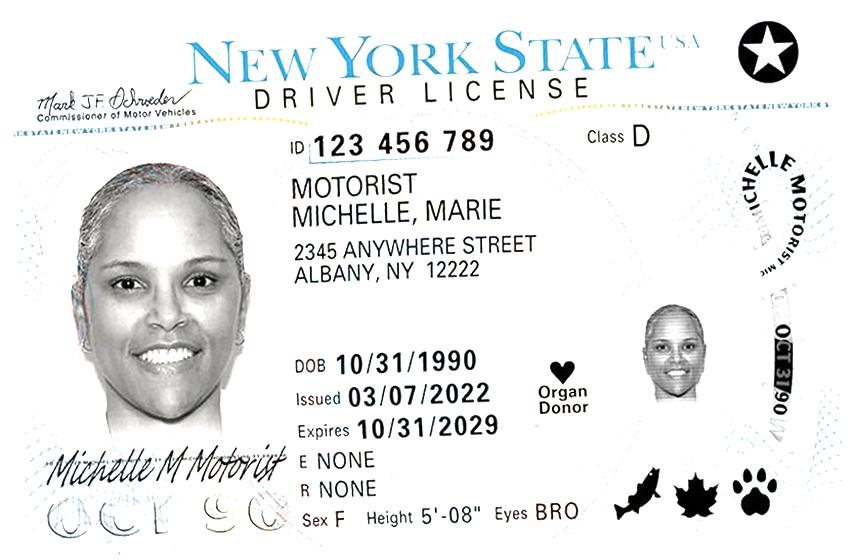 NEW YORK STATE USA
DRIVER LICENSE
Mark J.F. Schroeder
Commissioner of Motor Vehicles
ID 123 456 789
Class D
MOTORIST
MICHELLE, MARIE
2345 ANYWHERE STREET
ALBANY, NY 12222
MICHELLE MOTORIST MIC
DOB 10/31/1990
Issued 03/07/2022
Expires 10/31/2029
Organ
Donor
OCT 31/90
E NONE
R NONE
Sex F Height 5'-08" Eyes BRO
Michelle M Motorist
OCT 90